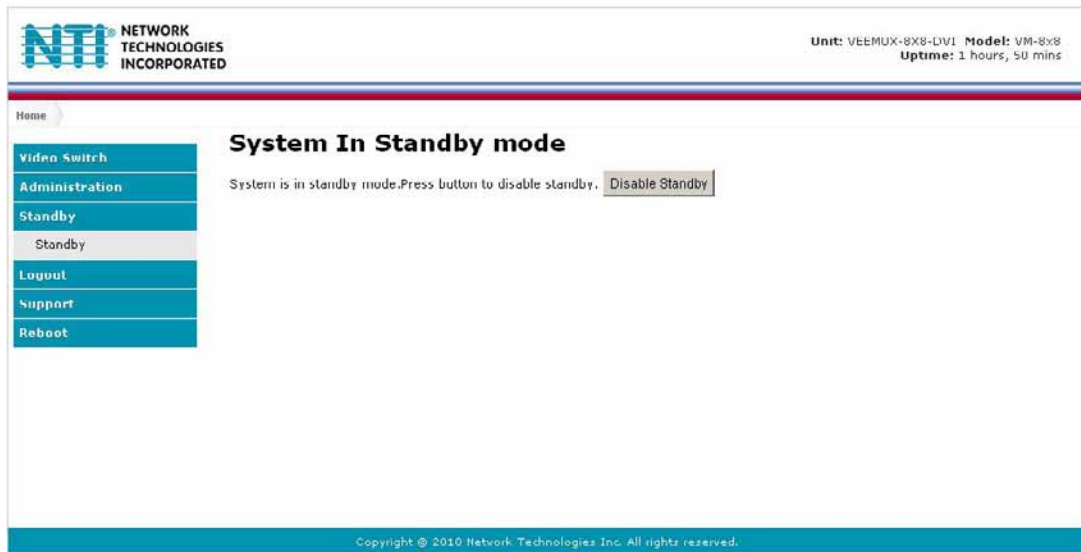 NTI®
NETWORK
TECHNOLOGIES
INCORPORATED
Unit: VEEMUX-8X8-DVI Model: VM-8x8
Uptime: 1 hours, 50 mins
Home
Video Switch
Administration
Standby
Standby
Logout
Support
Reboot
System In Standby mode
System is in standby mode.Press button to disable standby. Disable Standby
Copyright © 2010 Network Technologies Inc. All rights reserved.